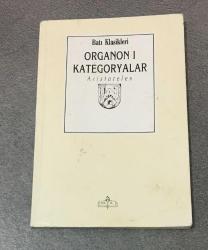 Batı Klasikleri
ORGANON I
KATEGORYALAR
Aristoteles